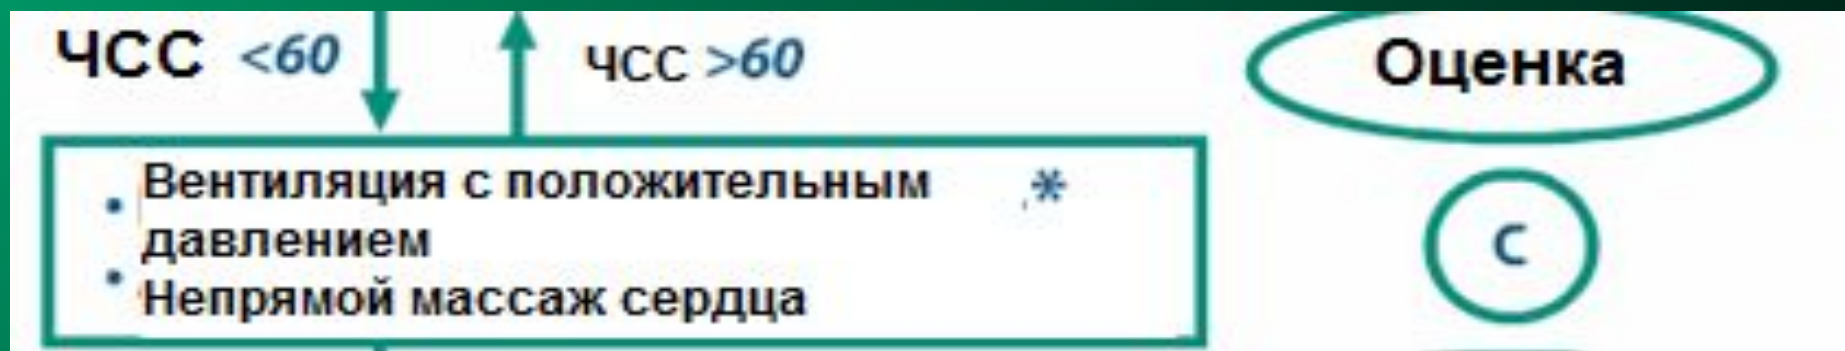 ЧСС <60
ЧСС >60
Оценка
• Вентиляция с положительным *
давлением
• Непрямой массаж сердца
С